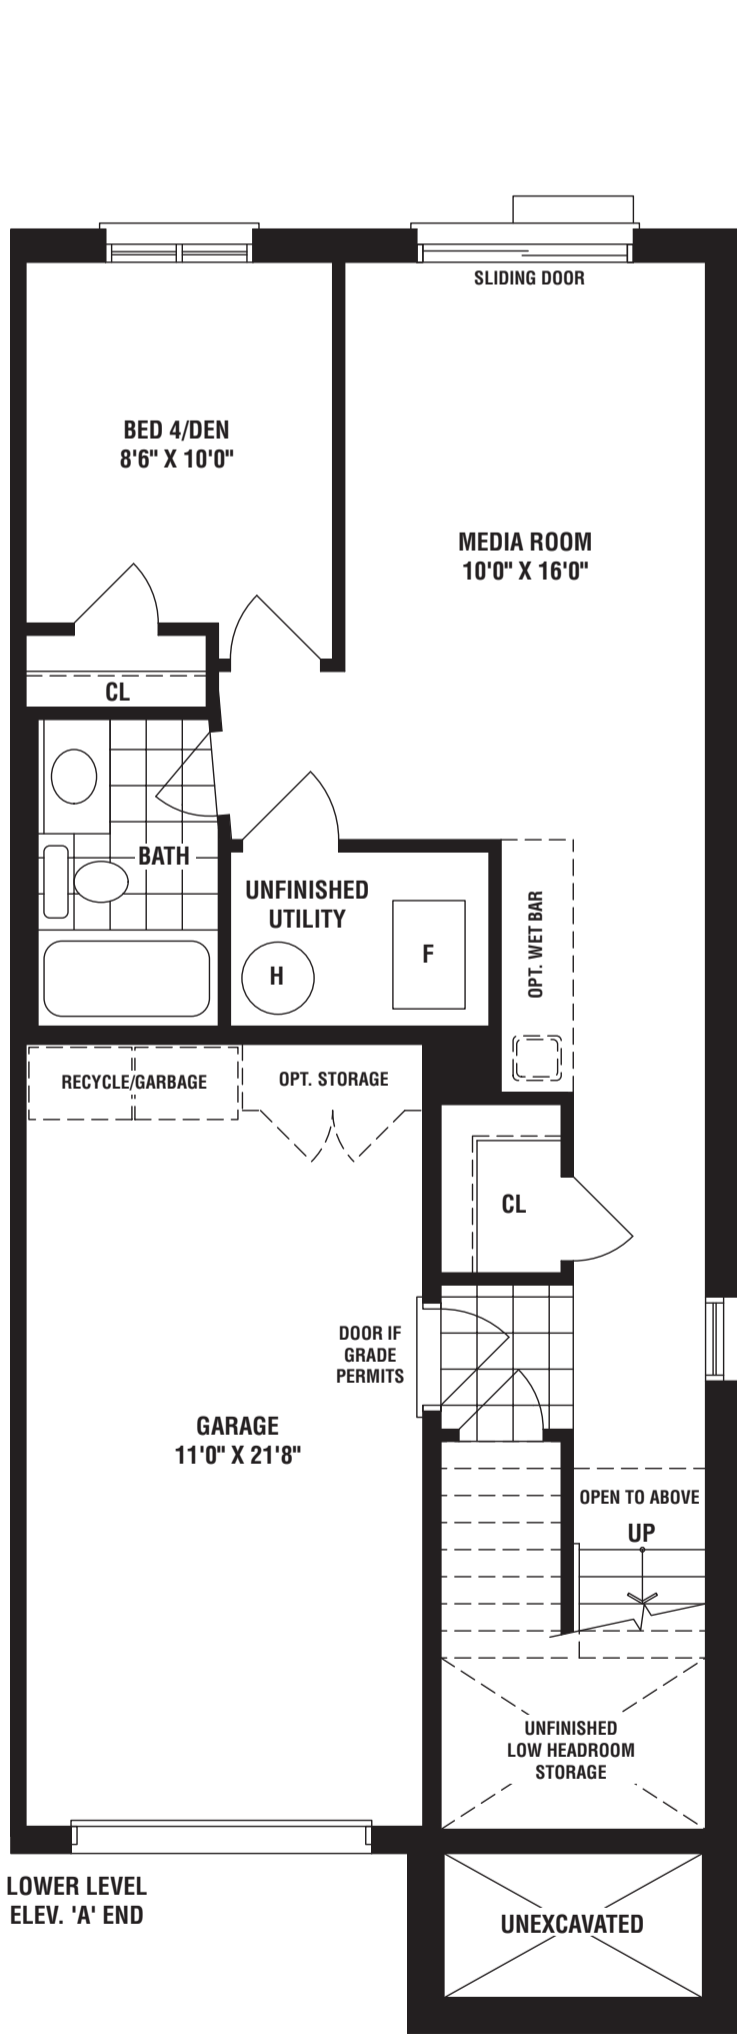 SLIDING DOOR
BED 4/DEN
8'6" X 10'0"
MEDIA ROOM
10'0" X 16'0"
CL
BATH
UNFINISHED
UTILITY
H
F
OPT. WET BAR
RECYCLE/GARBAGE
OPT. STORAGE
CL
DOOR IF
GRADE
PERMITS
GARAGE
11'0" X 21'8"
OPEN TO ABOVE
UP
UNFINISHED
LOW HEADROOM
STORAGE
LOWER LEVEL
ELEV. 'A' END
UNEXCAVATED